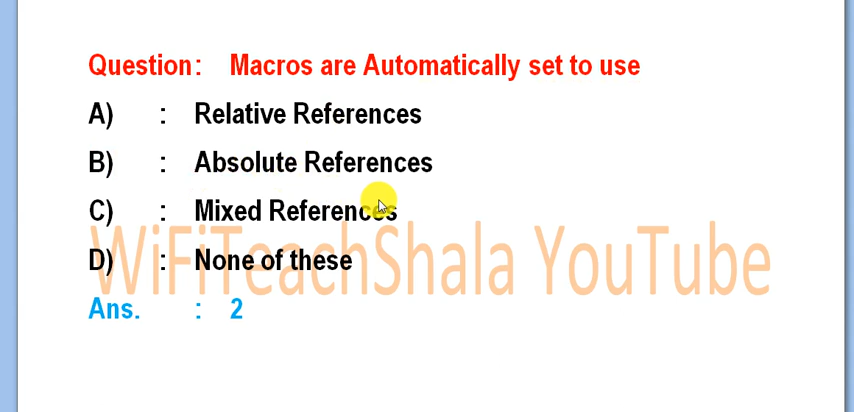 Question: Macros are Automatically set to use
A) : Relative References
B) : Absolute References
C) : Mixed References
WiFiTeachShala YouTube
D) : None of these
Ans. : 2